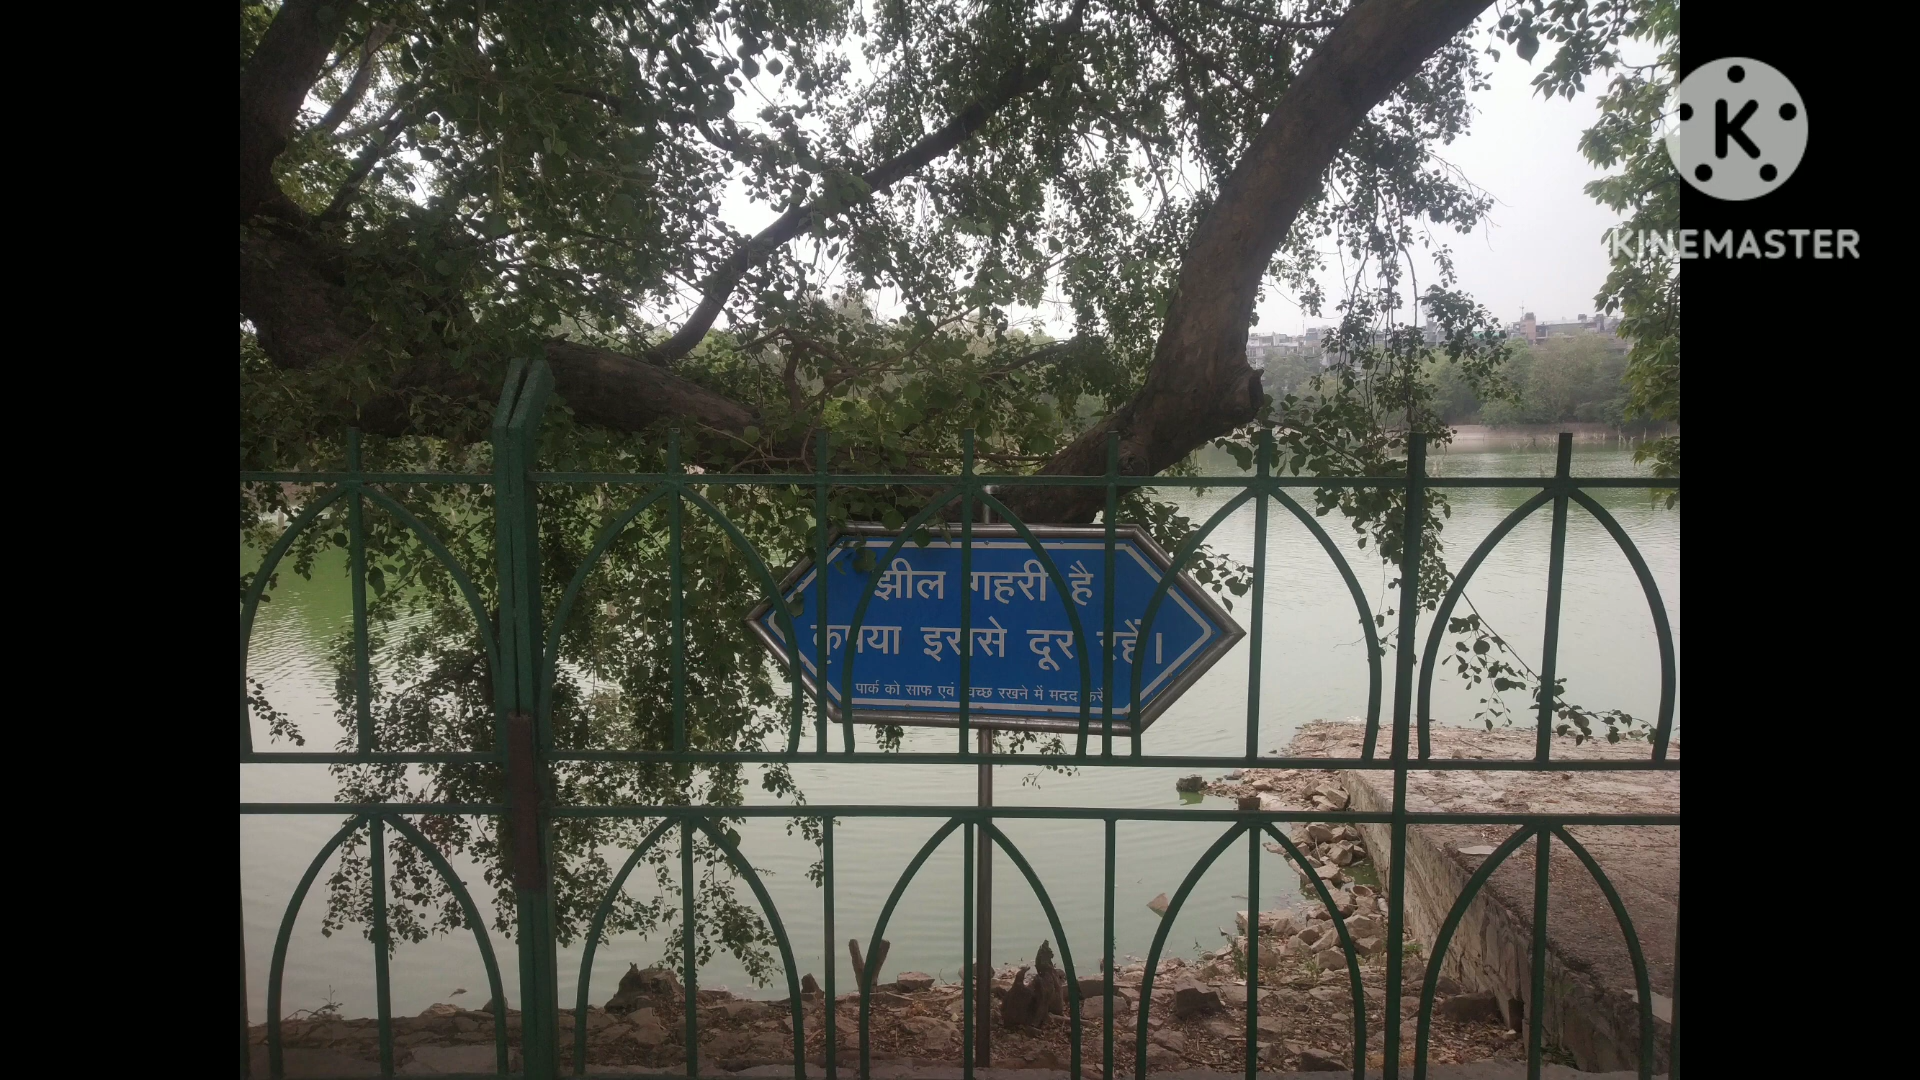 K
KINEMASTER
झील गहरी है
कृपया इससे दूर रहें।
पार्क को साफ एवं स्वच्छ रखने में मदद करें